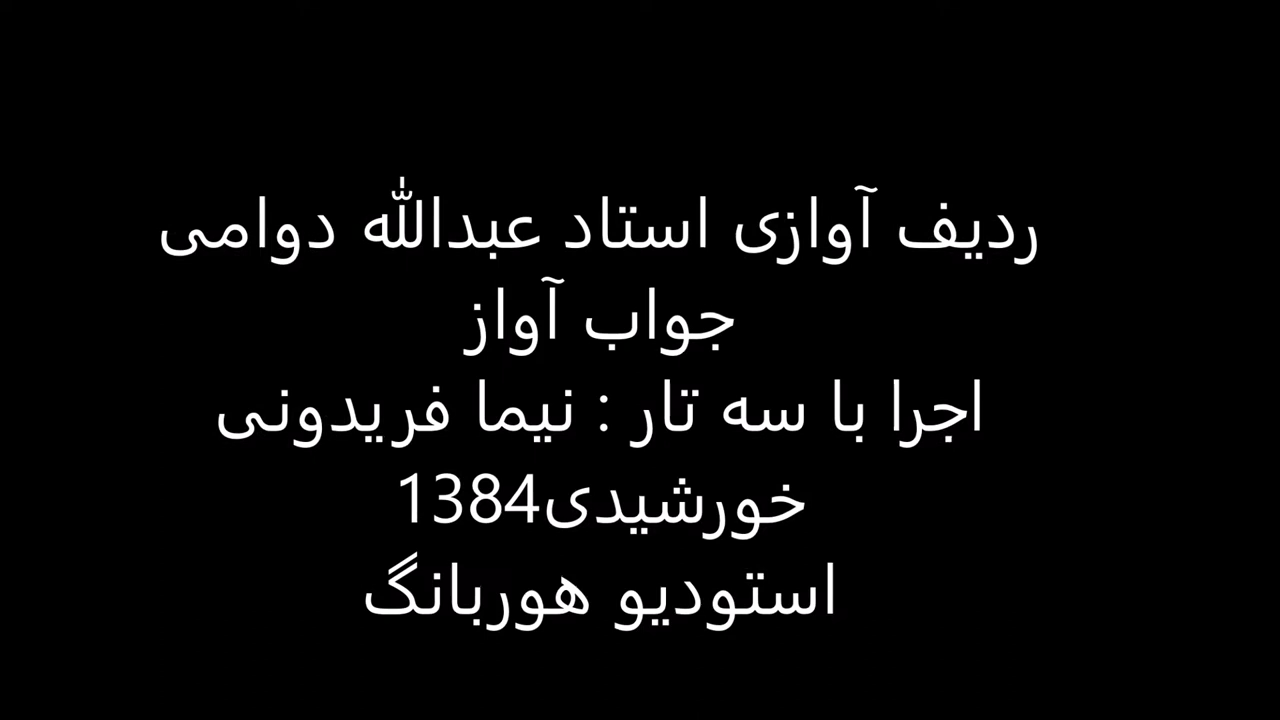 ردیف آوازی استاد عبدالله دوامی
جواب آواز
اجرا با سه تار : نیما فریدونی
خورشیدی1384
استودیو هوربانگ